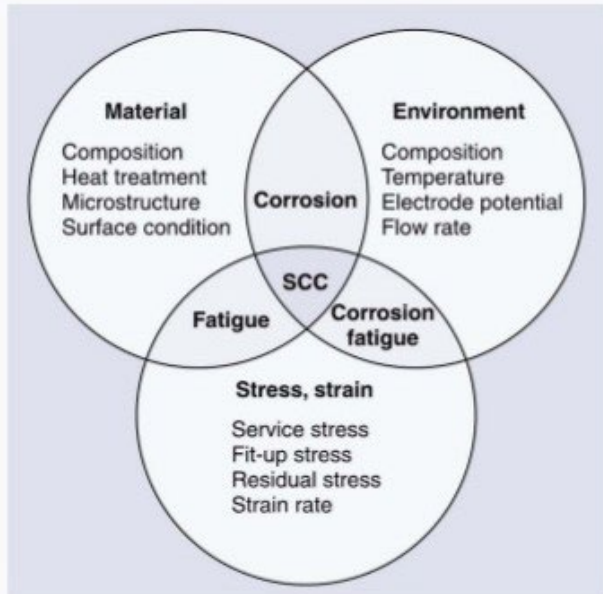 Material
Composition
Heat treatment
Microstructure
Surface condition
Environment
Composition
Temperature
Electrode potential
Flow rate
Corrosion
SCC
Fatigue
Corrosion
fatigue
Stress, strain
Service stress
Fit-up stress
Residual stress
Strain rate